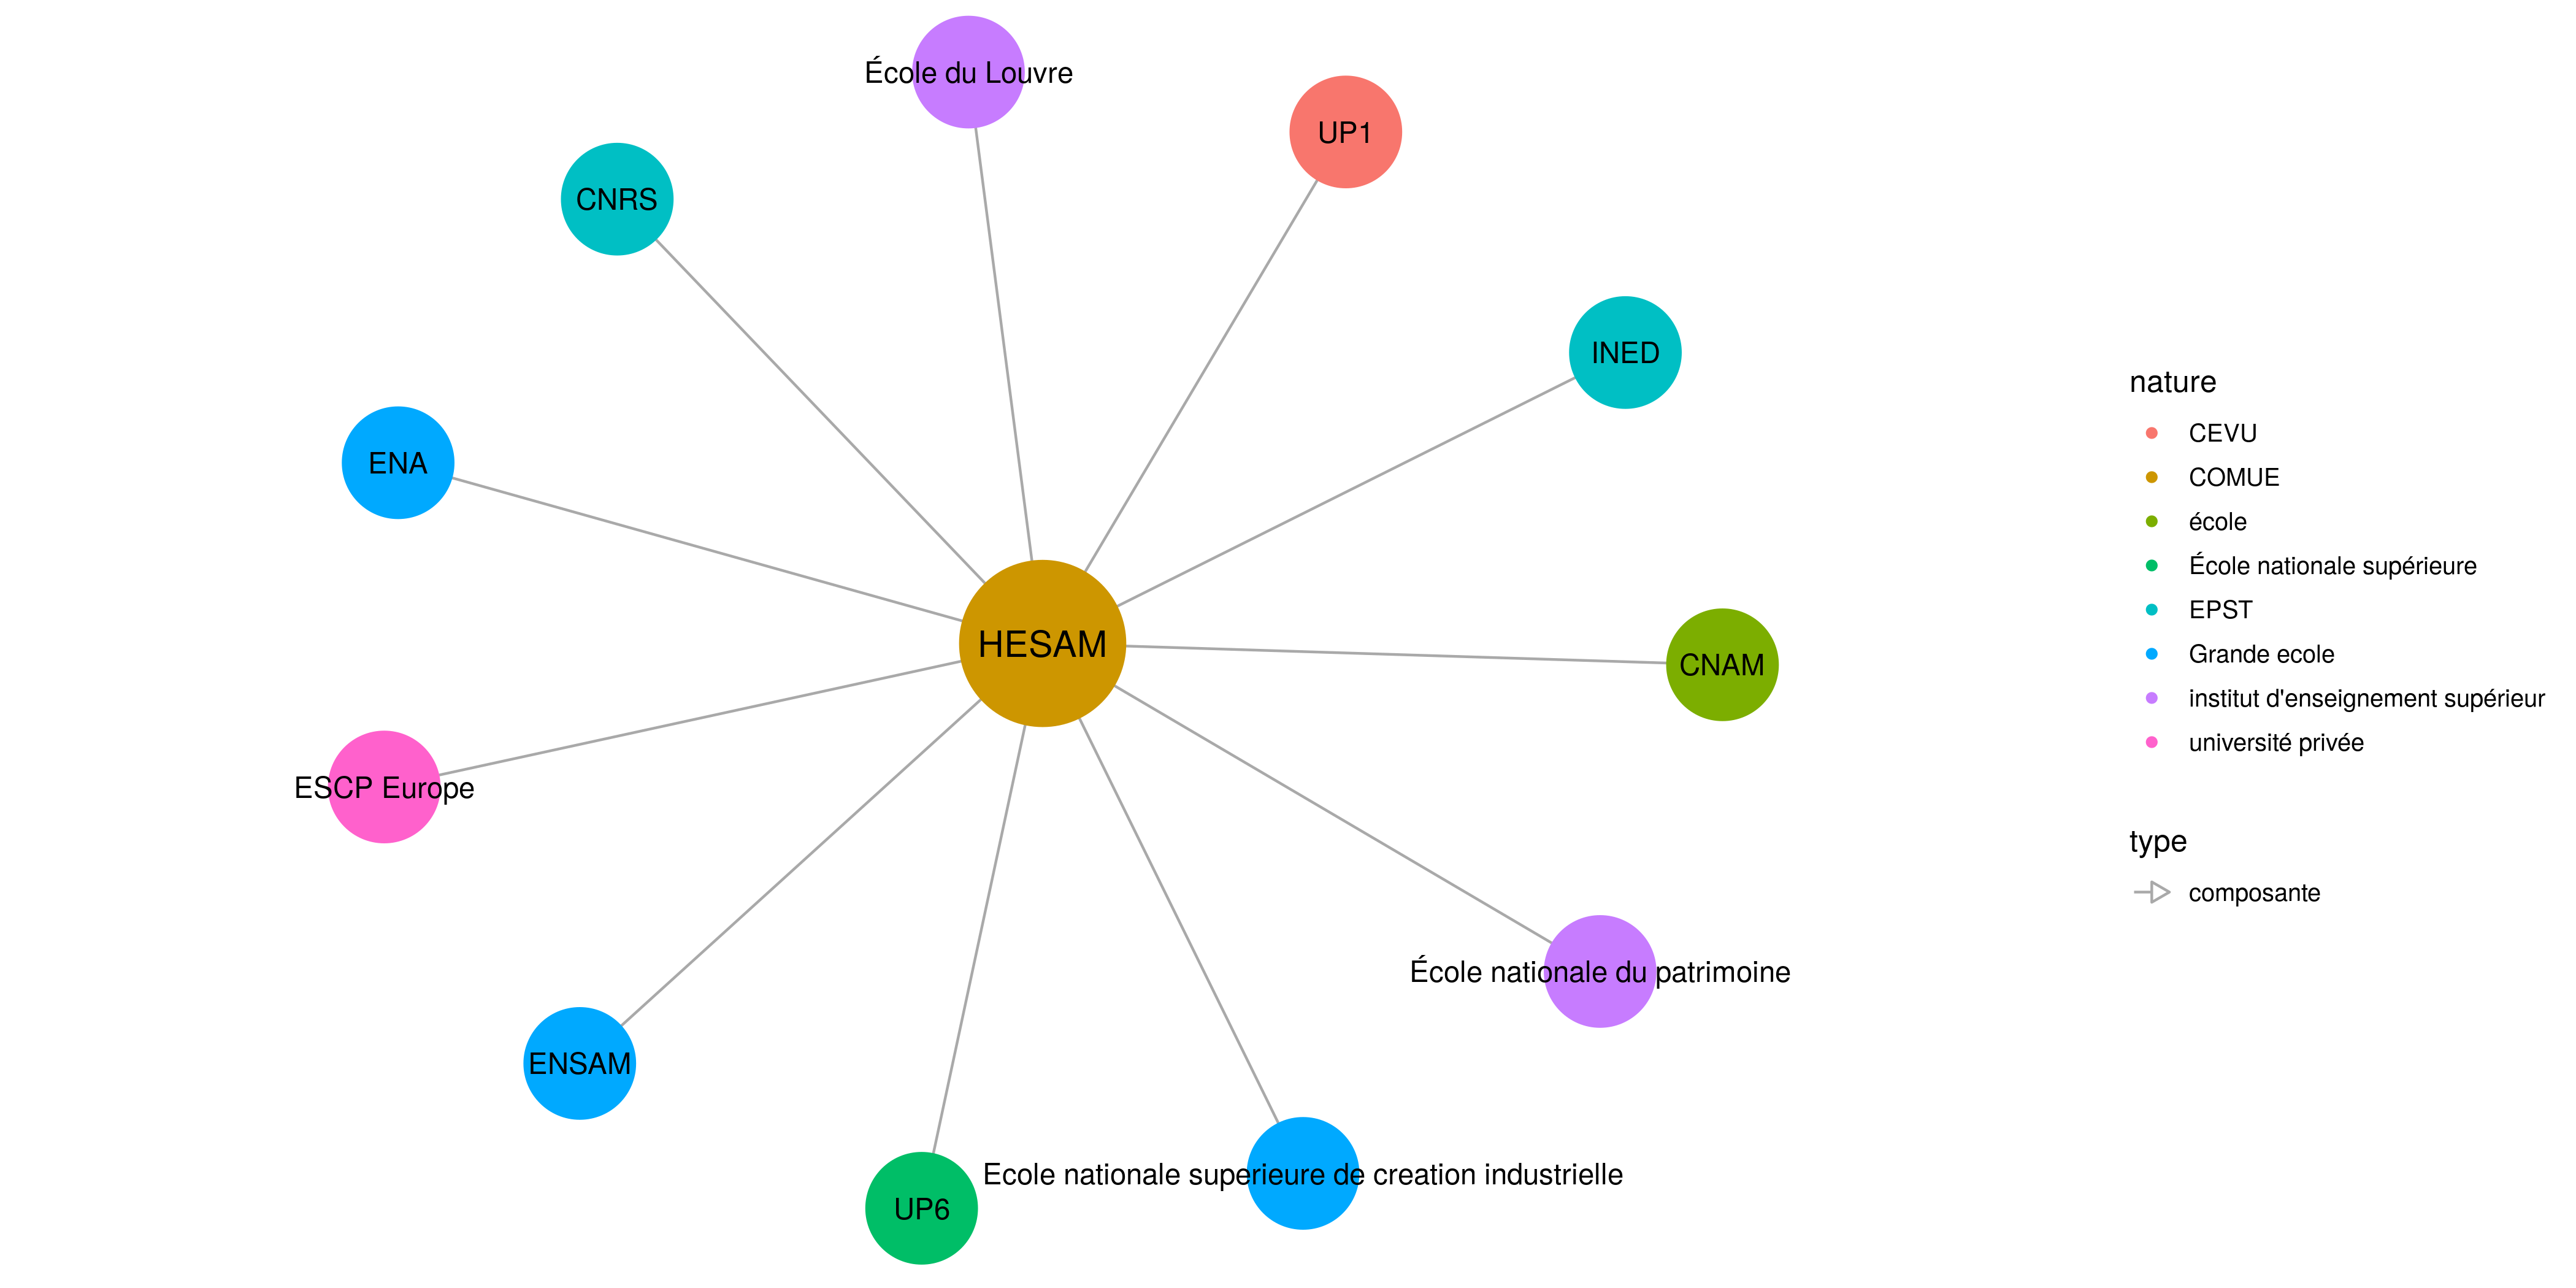 École du Louvre
UP1
CNRS
INED
ENA
HESAM
CNAM
ESCP Europe
École nationale du patrimoine
ENSAM
Ecole nationale superieure de creation industrielle
UP6
nature
CEVU
COMUE
école
École nationale supérieure
EPST
Grande ecole
institut d'enseignement supérieur
université privée
type
composante